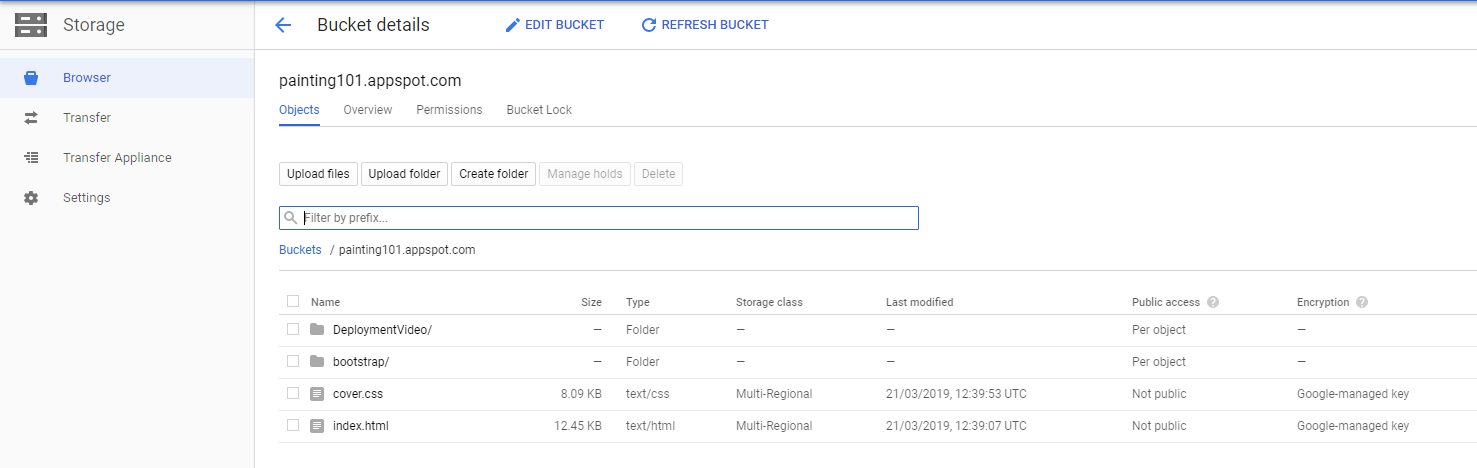 Storage
Bucket details
EDIT BUCKET
REFRESH BUCKET
Browser
Transfer
Transfer Appliance
Settings
painting101.appspot.com
Objects Overview Permissions Bucket Lock
Upload files Upload folder Create folder Manage holds Delete
Filter by prefix...
Buckets / painting101.appspot.com
Name Size Type Storage class Last modified Public access ? Encryption ?
DeploymentVideo/ — Folder — — Per object —
bootstrap/ — Folder — — Per object —
cover.css 8.09 KB text/css Multi-Regional 21/03/2019, 12:39:53 UTC Not public Google-managed key
index.html 12.45 KB text/html Multi-Regional 21/03/2019, 12:39:07 UTC Not public Google-managed key